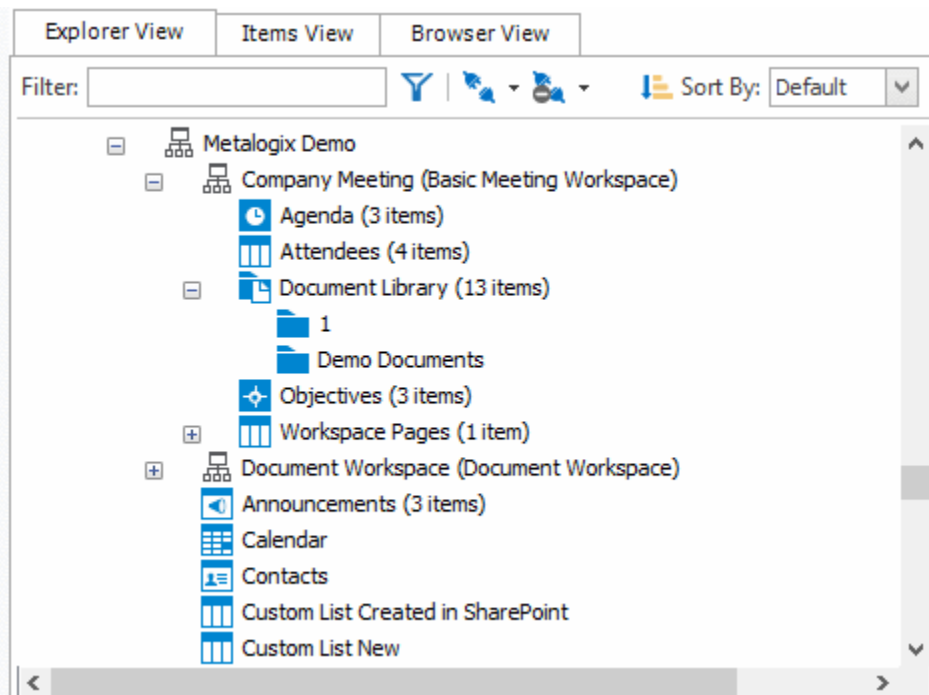 Explorer View Items View Browser View
Filter: Sort By: Default
Metalogix Demo
Company Meeting (Basic Meeting Workspace)
Agenda (3 items)
Attendees (4 items)
Document Library (13 items)
1
Demo Documents
Objectives (3 items)
Workspace Pages (1 item)
Document Workspace (Document Workspace)
Announcements (3 items)
Calendar
Contacts
Custom List Created in SharePoint
Custom List New